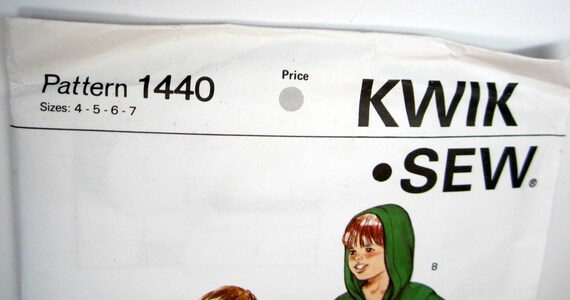 Pattern 1440
Sizes: 4 - 5 - 6 - 7
Price
KWIK
• SEW®
B